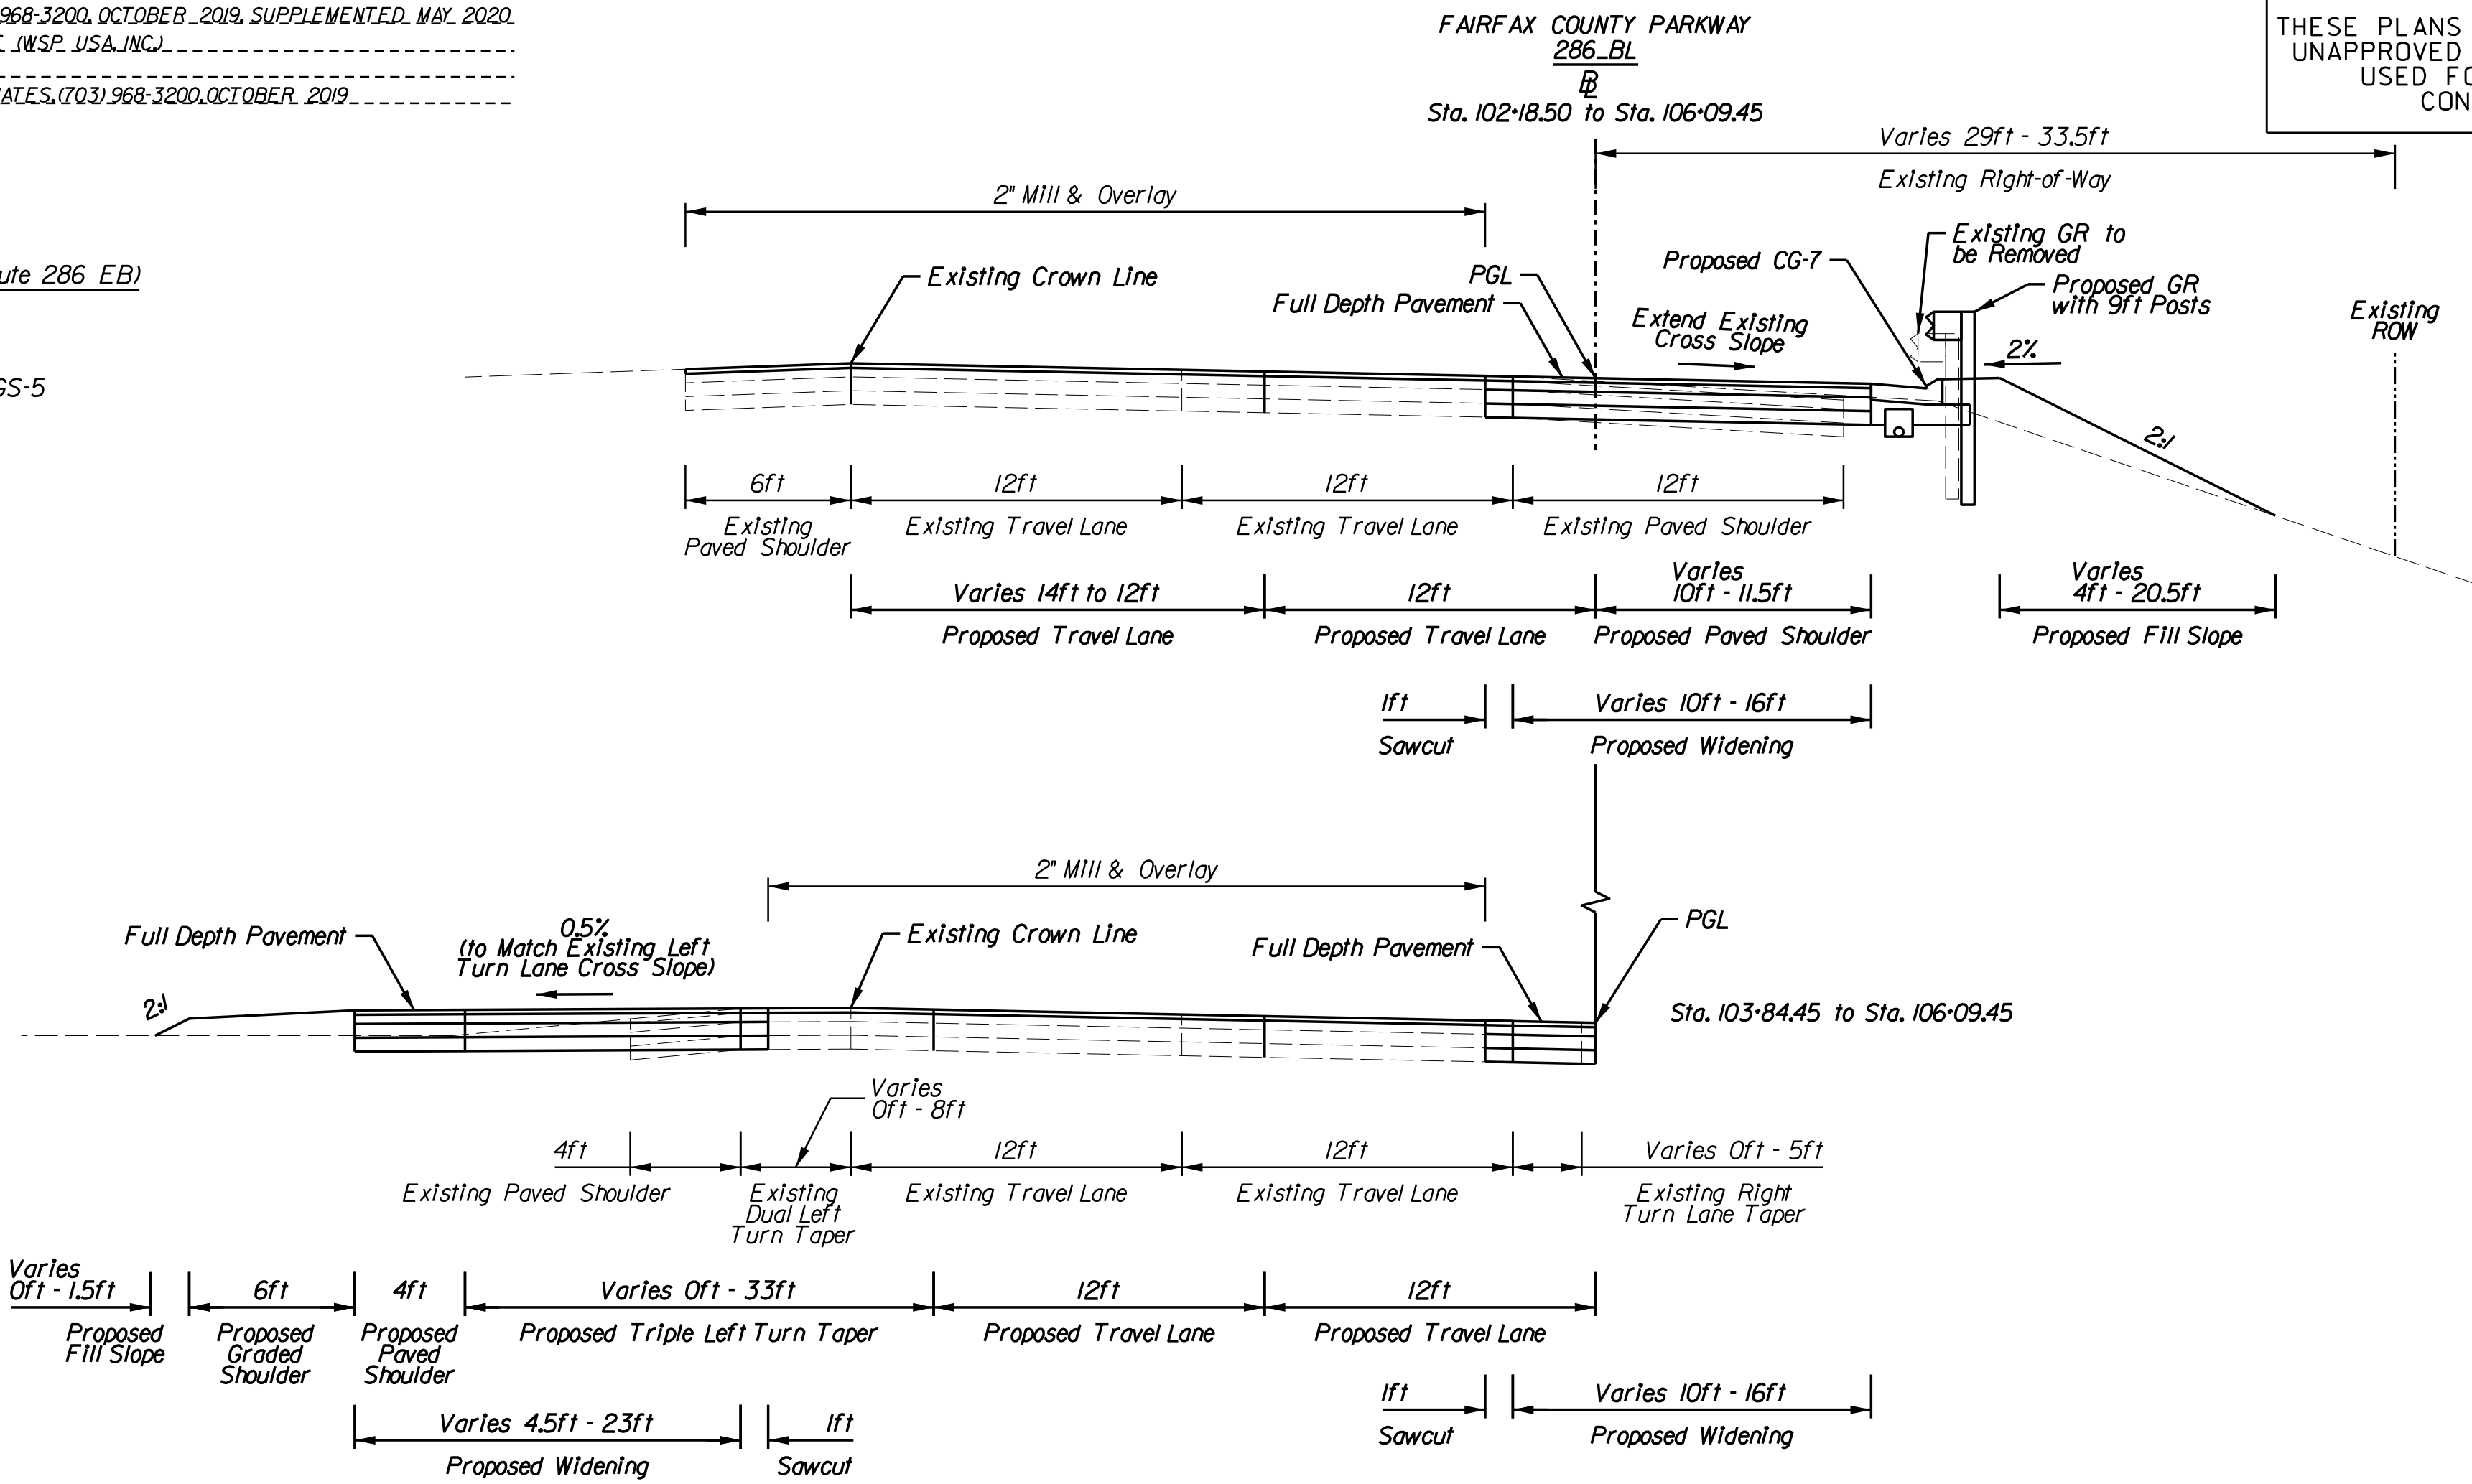 968-3200, OCTOBER 2019, SUPPLEMENTED MAY 2020
(WSP USA, INC.)
(703) 968-3200, OCTOBER 2019
FAIRFAX COUNTY PARKWAY
286_BL
BL
Sta. 102+18.50 to Sta. 106+09.45
THESE PLANS
UNAPPROVED
USED
Varies 29ft - 33.5ft
Existing Right-of-Way
2" Mill & Overlay
286 EB)
GS-5
Existing Crown Line
PGL
Full Depth Pavement
Proposed CG-7
Extend Existing
Cross Slope
Existing GR to
be Removed
Proposed GR
with 9ft Posts
Existing
ROW
2%
2:1
6ft
12ft
12ft
12ft
Existing
Paved Shoulder
Existing Travel Lane
Existing Travel Lane
Existing Paved Shoulder
Varies 14ft to 12ft
12ft
Varies
10ft - 11.5ft
Varies
4ft - 20.5ft
Proposed Travel Lane
Proposed Travel Lane
Proposed Paved Shoulder
Proposed Fill Slope
1ft
Varies 10ft - 16ft
Sawcut
Proposed Widening
2" Mill & Overlay
Full Depth Pavement
0.5%
(to Match Existing Left
Turn Lane Cross Slope)
Existing Crown Line
Full Depth Pavement
PGL
2:1
Sta. 103+84.45 to Sta. 106+09.45
Varies
0ft - 8ft
4ft
12ft
12ft
Varies 0ft - 5ft
Existing Paved Shoulder
Existing
Dual Left
Turn Taper
Existing Travel Lane
Existing Travel Lane
Existing Right
Turn Lane Taper
Varies
0ft - 1.5ft
6ft
4ft
Varies 0ft - 33ft
12ft
12ft
Proposed
Fill Slope
Proposed
Graded
Shoulder
Proposed
Paved
Shoulder
Proposed Triple Left Turn Taper
Proposed Travel Lane
Proposed Travel Lane
Varies 4.5ft - 23ft
1ft
Proposed Widening
Sawcut
1ft
Varies 10ft - 16ft
Sawcut
Proposed Widening